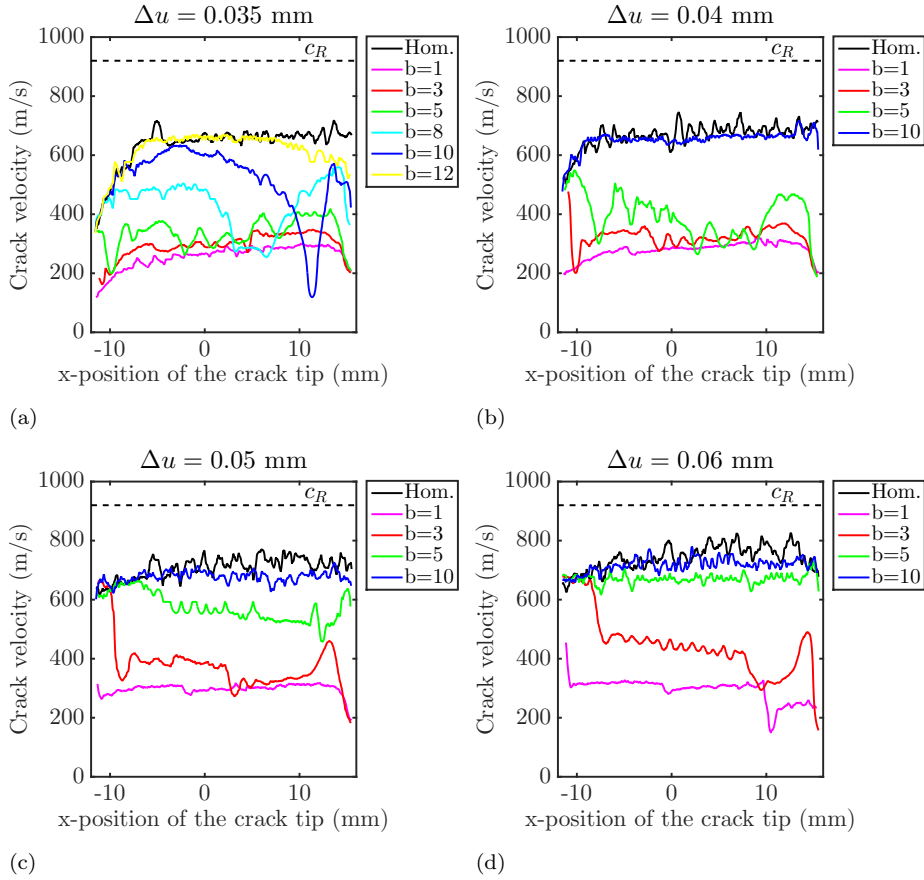 Δu = 0.035 mm
1000
800
600
400
200
0
Crack velocity (m/s)
c_R
-10 0 10
x-position of the crack tip (mm)
Hom.
b=1
b=3
b=5
b=8
b=10
b=12
(a)
Δu = 0.04 mm
1000
800
600
400
200
0
Crack velocity (m/s)
c_R
-10 0 10
x-position of the crack tip (mm)
Hom.
b=1
b=3
b=5
b=10
(b)
Δu = 0.05 mm
1000
800
600
400
200
0
Crack velocity (m/s)
c_R
-10 0 10
x-position of the crack tip (mm)
Hom.
b=1
b=3
b=5
b=10
(c)
Δu = 0.06 mm
1000
800
600
400
200
0
Crack velocity (m/s)
c_R
-10 0 10
x-position of the crack tip (mm)
Hom.
b=1
b=3
b=5
b=10
(d)